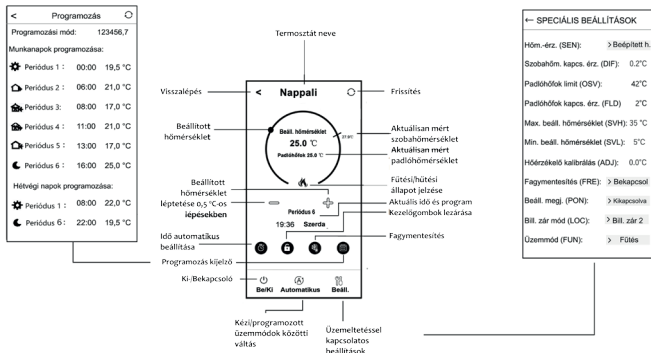 < Programozás
Programozási mód: 123456,7
Munkanapok programozása:
Periódus 1 : 00:00 19,5 °C
Periódus 2 : 06:00 21,0 °C
Periódus 3: 08:00 17,0 °C
Periódus 4 : 11:00 21,0 °C
Periódus 5 : 13:00 17,0 °C
Periódus 6 : 16:00 25,0 °C
Hétvégi napok programozása:
Periódus 1 : 08:00 22,0 °C
Periódus 6 : 22:00 19,5 °C
Termosztát neve
Visszalépés
< Nappali
Frissítés
Beállított
hőmérséklet
Beáll. hőmérséklet
25.0 °C
Padlóhőfok 25.0 °C
27.0°C
Aktuálisan mért
szobahőmérséklet
Aktuálisan mért
padlóhőmérséklet
Fűtési/hűtési
állapot jelzése
Beállított
hőmérséklet
léptetése 0,5 °C-os
lépésekben
Aktuális idő és program
Periódus 6
19:36 Szerda
Kezelőgombok lezárása
Idő automatikus
beállítása
Fagymentesítés
Programozás kijelző
Ki-/Bekapcsoló
Be/Ki Automatikus Beáll.
Kézi/programozott
üzemmódok közötti
váltás
Üzemeltetéssel
kapcsolatos
beállítások
← SPECIÁLIS BEÁLLÍTÁSOK
Hőm.-érz. (SEN): > Beépített h.
Szobahőm. kapcs. érz. (DIF): 0.2°C
Padlóhőfok limit (OSV): 42°C
Padlóhőfok kapcs. érz. (FLD) 2°C
Max. beáll. hőmérséklet (SVH): 35 °C
Min. beáll. hőmérséklet (SVL): 5°C
Hőérzékelő kalibrálás (ADJ): 0.0°C
Fagymentesítés (FRE): > Bekapcsol
Beáll. megj. (PON): > Kikapcsolva
Bill. zár mód (LOC): > Bill. zár 2
Üzemmód (FUN): > Fűtés